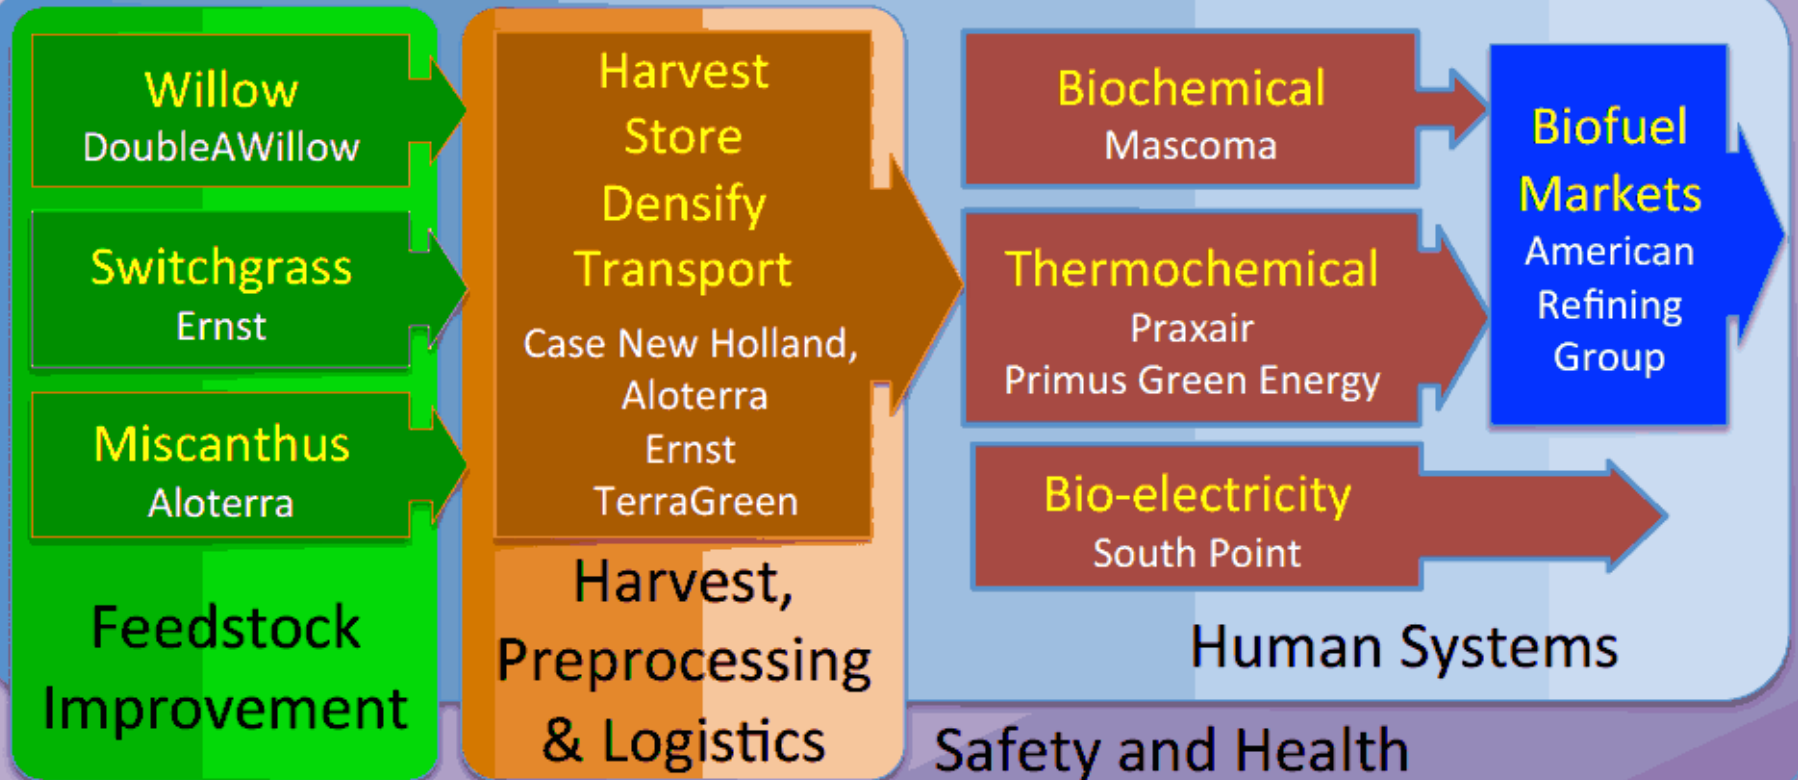 Willow
DoubleAWillow
Switchgrass
Ernst
Miscanthus
Aloterra
Feedstock
Improvement
Harvest
Store
Densify
Transport
Case New Holland,
Aloterra
Ernst
TerraGreen
Harvest,
Preprocessing
& Logistics
Biochemical
Mascoma
Thermochemical
Praxair
Primus Green Energy
Bio-electricity
South Point
Biofuel
Markets
American
Refining
Group
Human Systems
Safety and Health